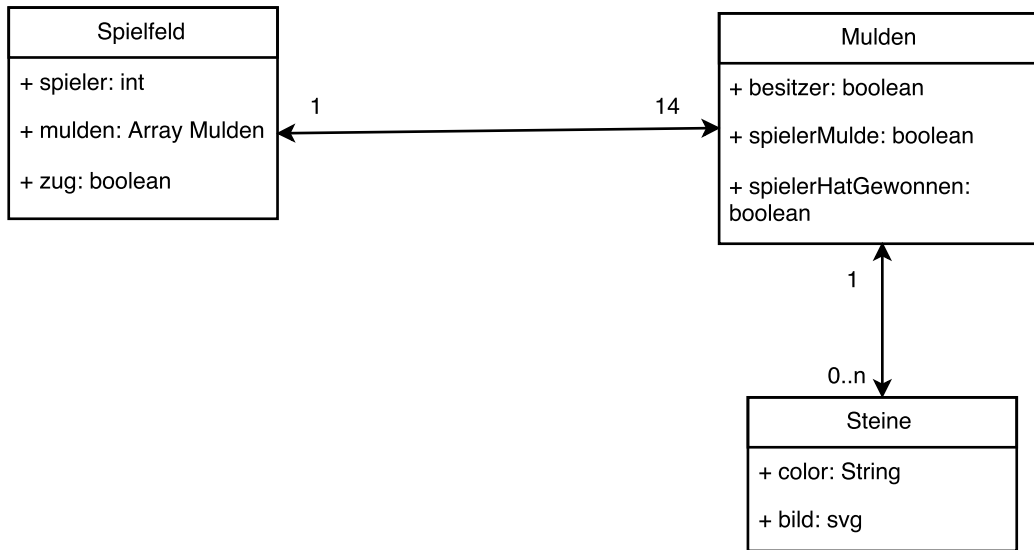 Spielfeld
+ spieler: int
+ mulden: Array Mulden
+ zug: boolean
1
14
Mulden
+ besitzer: boolean
+ spielerMulde: boolean
+ spielerHatGewonnen:
boolean
1
0..n
Steine
+ color: String
+ bild: svg